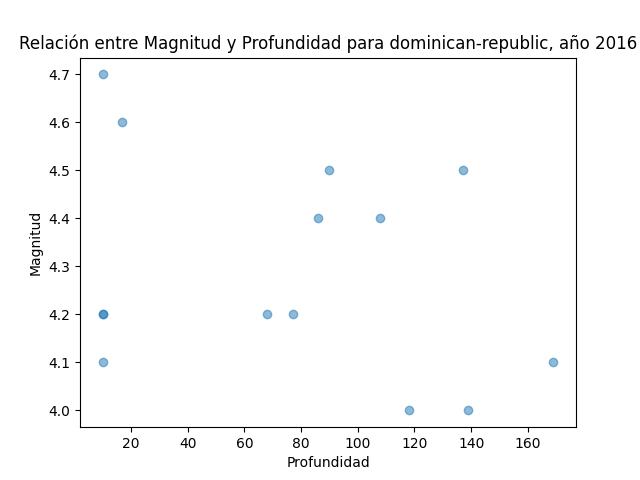 Relación entre Magnitud y Profundidad para dominican-republic, año 2016
4.7
4.6
4.5
4.4
4.3
4.2
4.1
4.0
Magnitud
20 40 60 80 100 120 140 160
Profundidad